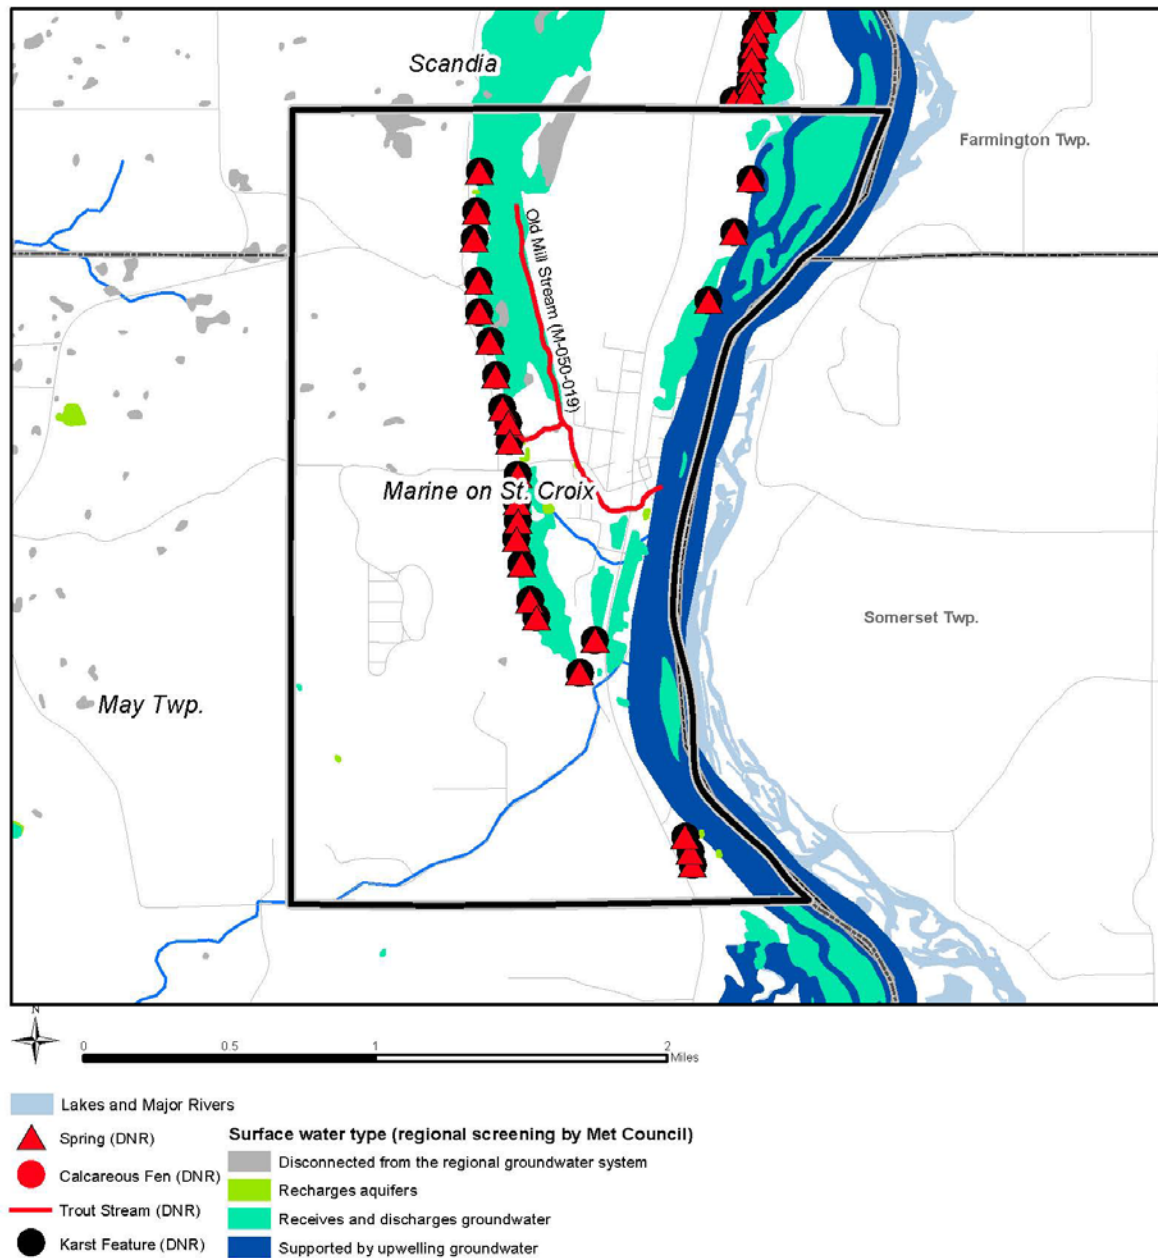 Scandia
Farmington Twp.
Old Mill Stream (M-050-019)
Marine on St. Croix
Somerset Twp.
May Twp.
N
0 0.5 1 2
Miles
Lakes and Major Rivers
Spring (DNR)
Calcareous Fen (DNR)
Trout Stream (DNR)
Karst Feature (DNR)
Surface water type (regional screening by Met Council)
Disconnected from the regional groundwater system
Recharges aquifers
Receives and discharges groundwater
Supported by upwelling groundwater